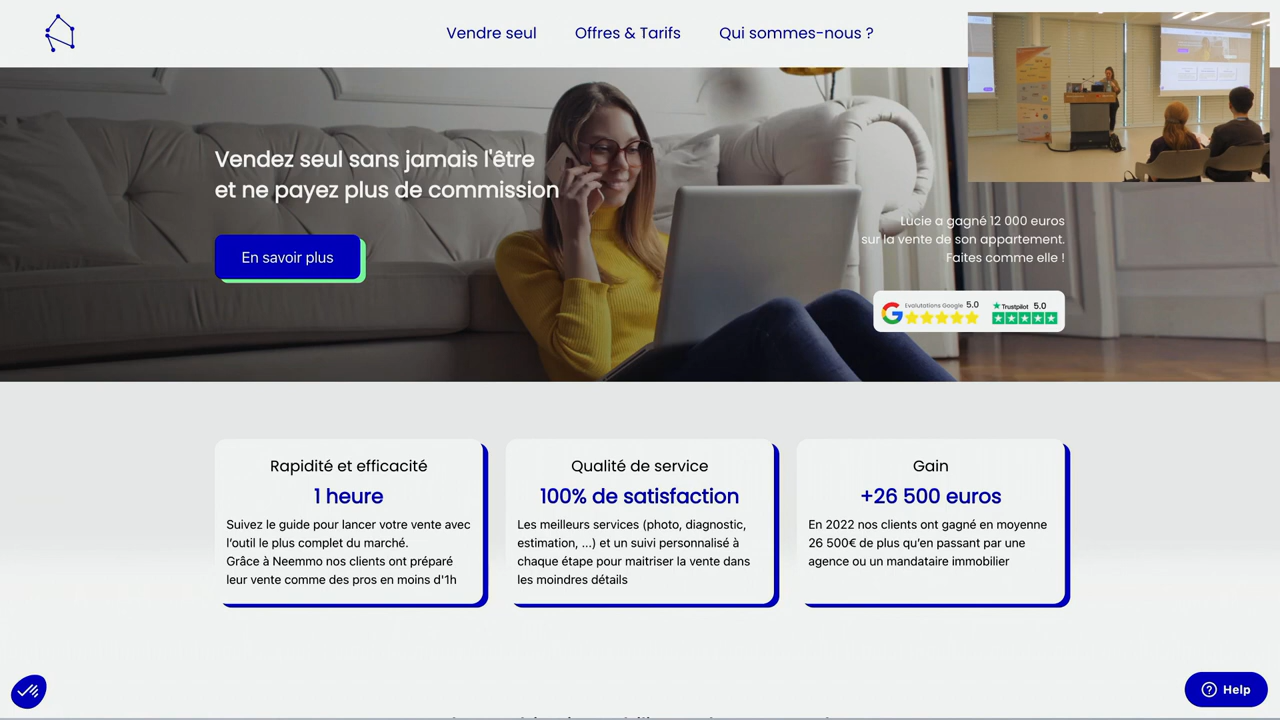 Vendre seul
Offres & Tarifs
Qui sommes-nous ?
Vendez seul sans jamais l'être
et ne payez plus de commission
En savoir plus
Lucie a gagné 12 000 euros
sur la vente de son appartement.
Faites comme elle !
Evalutations Google 5.0
Trustpilot 5.0
Rapidité et efficacité
1 heure
Suivez le guide pour lancer votre vente avec
l'outil le plus complet du marché.
Grâce à Neemmo nos clients ont préparé
leur vente comme des pros en moins d'1h
Qualité de service
100% de satisfaction
Les meilleurs services (photo, diagnostic,
estimation, ...) et un suivi personnalisé à
chaque étape pour maitriser la vente dans
les moindres détails
Gain
+26 500 euros
En 2022 nos clients ont gagné en moyenne
26 500€ de plus qu'en passant par une
agence ou un mandataire immobilier
Help